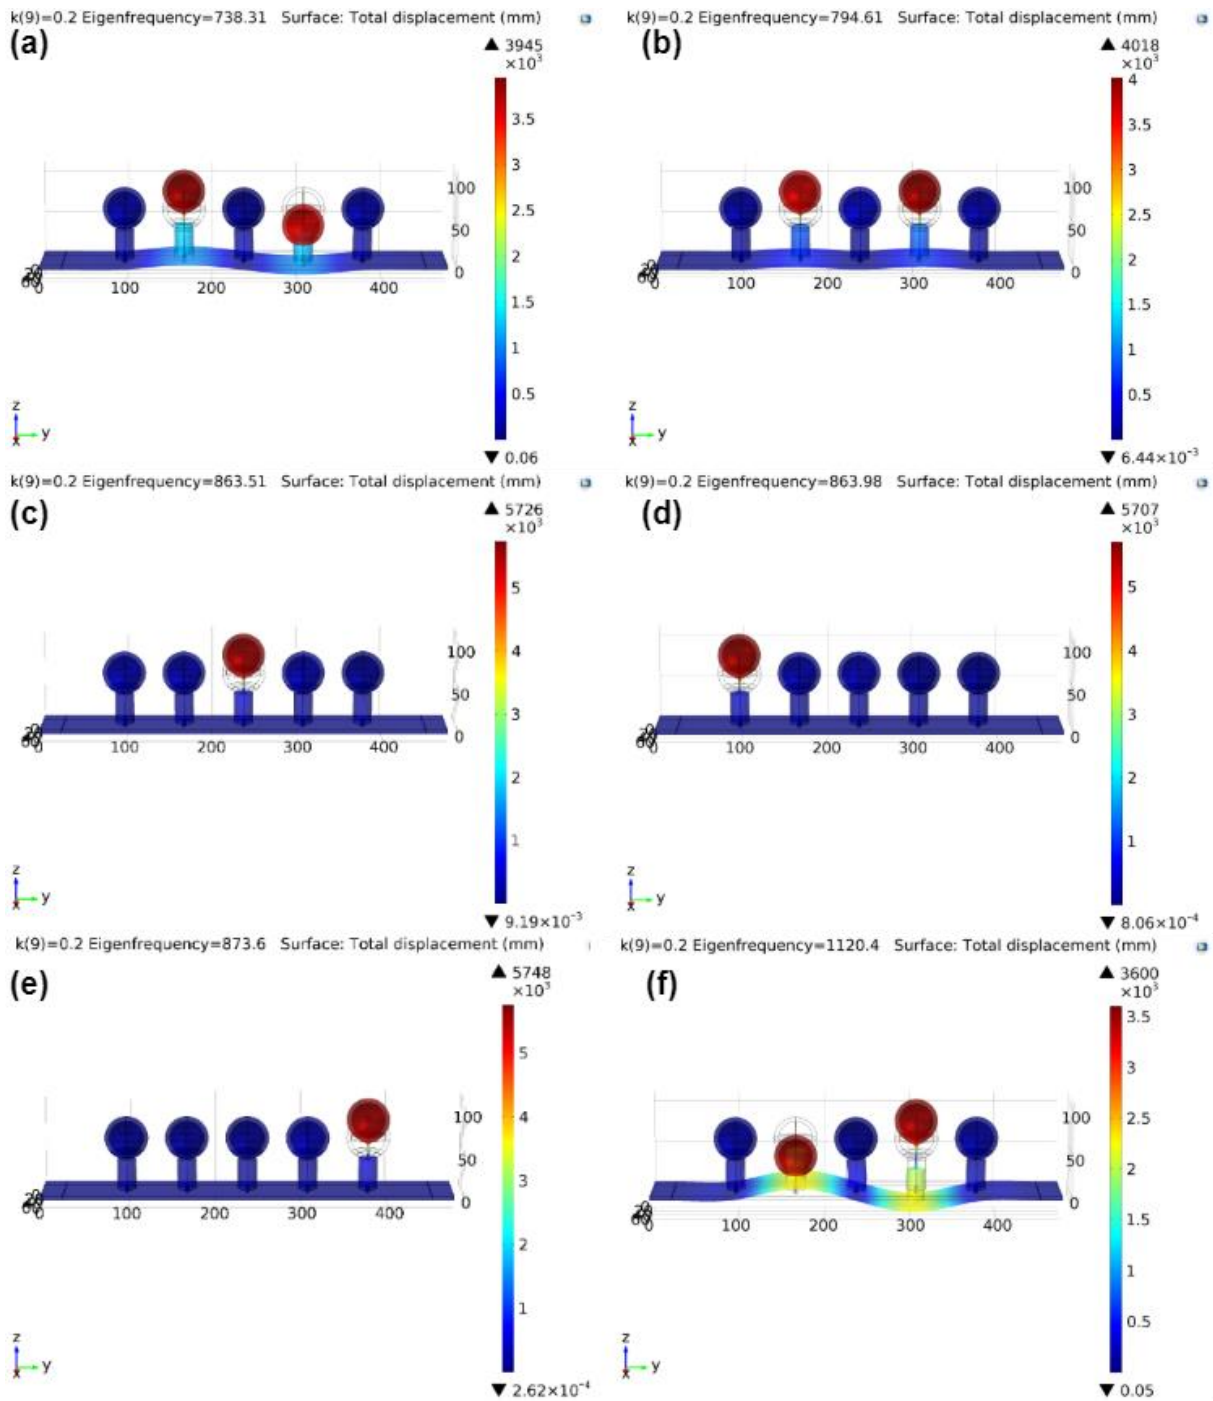 k(9)=0.2 Eigenfrequency=738.31 Surface: Total displacement (mm)
(a)
▲ 3945
×10³
3.5
3
2.5
2
1.5
1
0.5
▼ 0.06
100
50
0
0 100 200 300 400
z
y
x
k(9)=0.2 Eigenfrequency=794.61 Surface: Total displacement (mm)
(b)
▲ 4018
×10³
4
3.5
3
2.5
2
1.5
1
0.5
▼ 6.44×10⁻³
100
50
0
0 100 200 300 400
z
y
x
k(9)=0.2 Eigenfrequency=863.51 Surface: Total displacement (mm)
(c)
▲ 5726
×10³
5
4
3
2
1
▼ 9.19×10⁻³
100
50
0
0 100 200 300 400
z
y
x
k(9)=0.2 Eigenfrequency=863.98 Surface: Total displacement (mm)
(d)
▲ 5707
×10³
5
4
3
2
1
▼ 8.06×10⁻⁴
100
50
0
0 100 200 300 400
z
y
x
k(9)=0.2 Eigenfrequency=873.6 Surface: Total displacement (mm)
(e)
▲ 5748
×10³
5
4
3
2
1
▼ 2.62×10⁻⁴
100
50
0
0 100 200 300 400
z
y
x
k(9)=0.2 Eigenfrequency=1120.4 Surface: Total displacement (mm)
(f)
▲ 3600
×10³
3.5
3
2.5
2
1.5
1
0.5
▼ 0.05
100
50
0
0 100 200 300 400
z
y
x